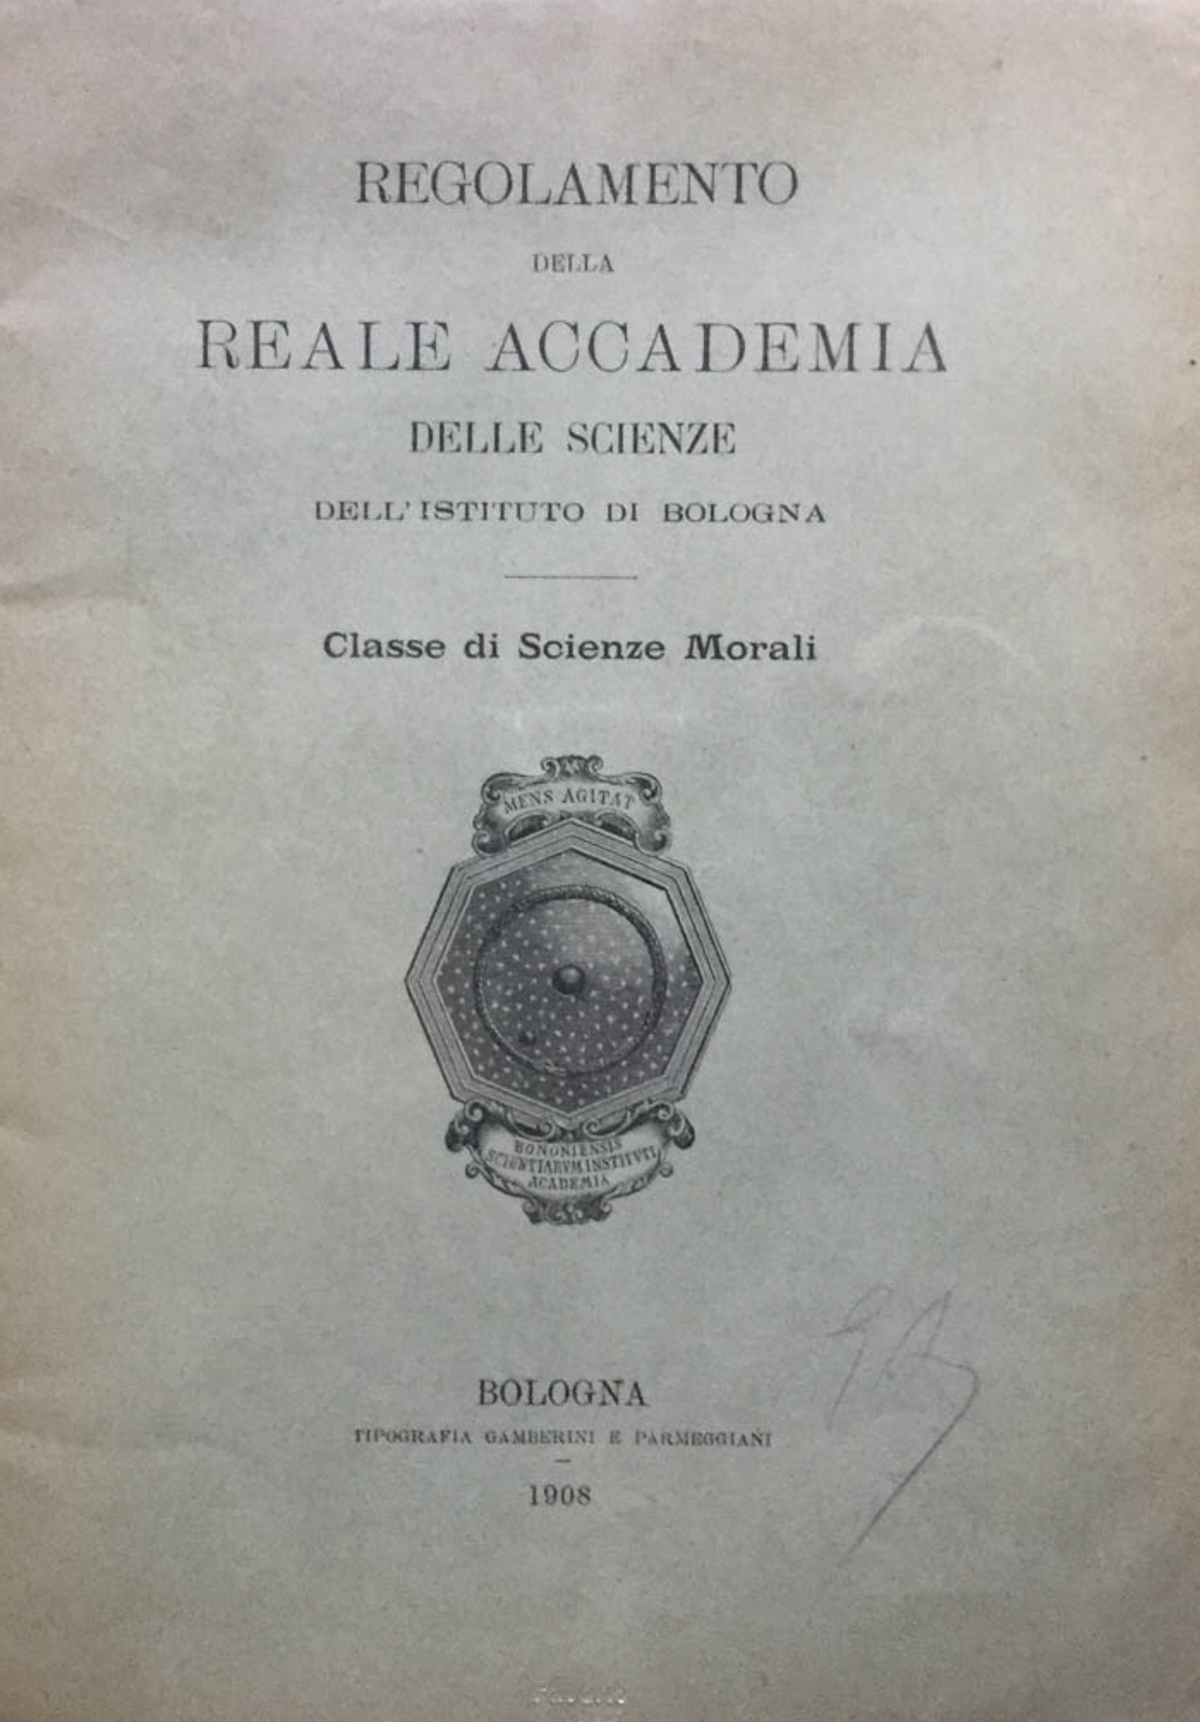 REGOLAMENTO
DELLA
REALE ACCADEMIA
DELLE SCIENZE
DELL'ISTITUTO DI BOLOGNA
Classe di Scienze Morali
MENS AGITAT
BONONIENSIS
SCIENTIARVM INSTITVTI
ACADEMIA
BOLOGNA
TIPOGRAFIA GAMBERINI E PARMEGGIANI
1908